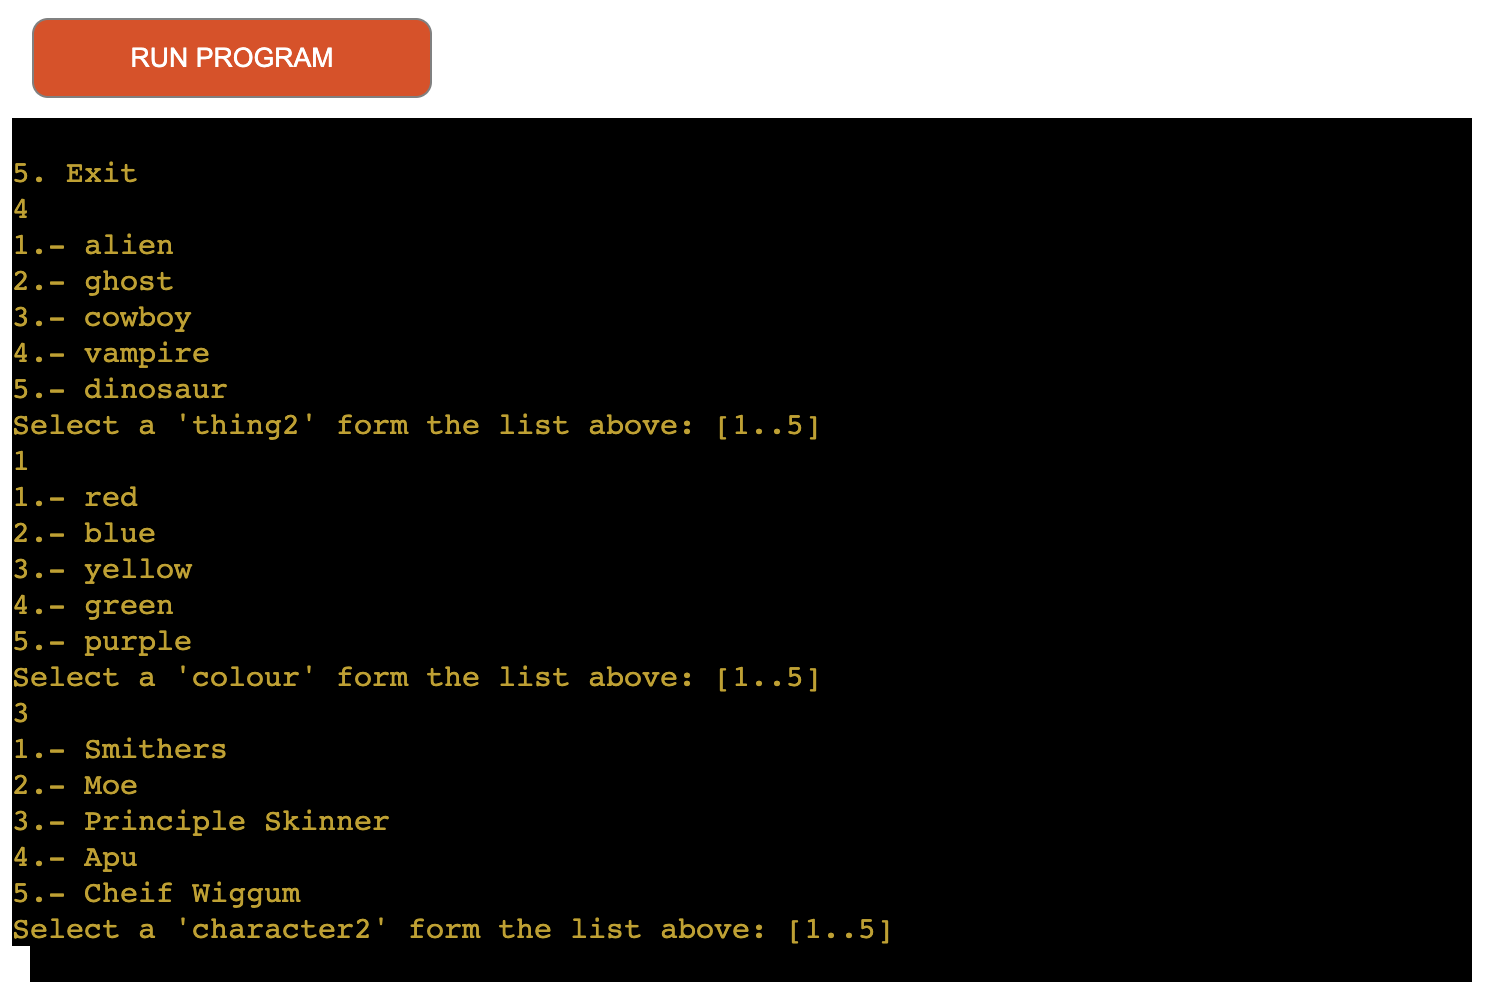 RUN PROGRAM
5. Exit
4
1.- alien
2.- ghost
3.- cowboy
4.- vampire
5.- dinosaur
Select a 'thing2' form the list above: [1..5]
1
1.- red
2.- blue
3.- yellow
4.- green
5.- purple
Select a 'colour' form the list above: [1..5]
3
1.- Smithers
2.- Moe
3.- Principle Skinner
4.- Apu
5.- Cheif Wiggum
Select a 'character2' form the list above: [1..5]